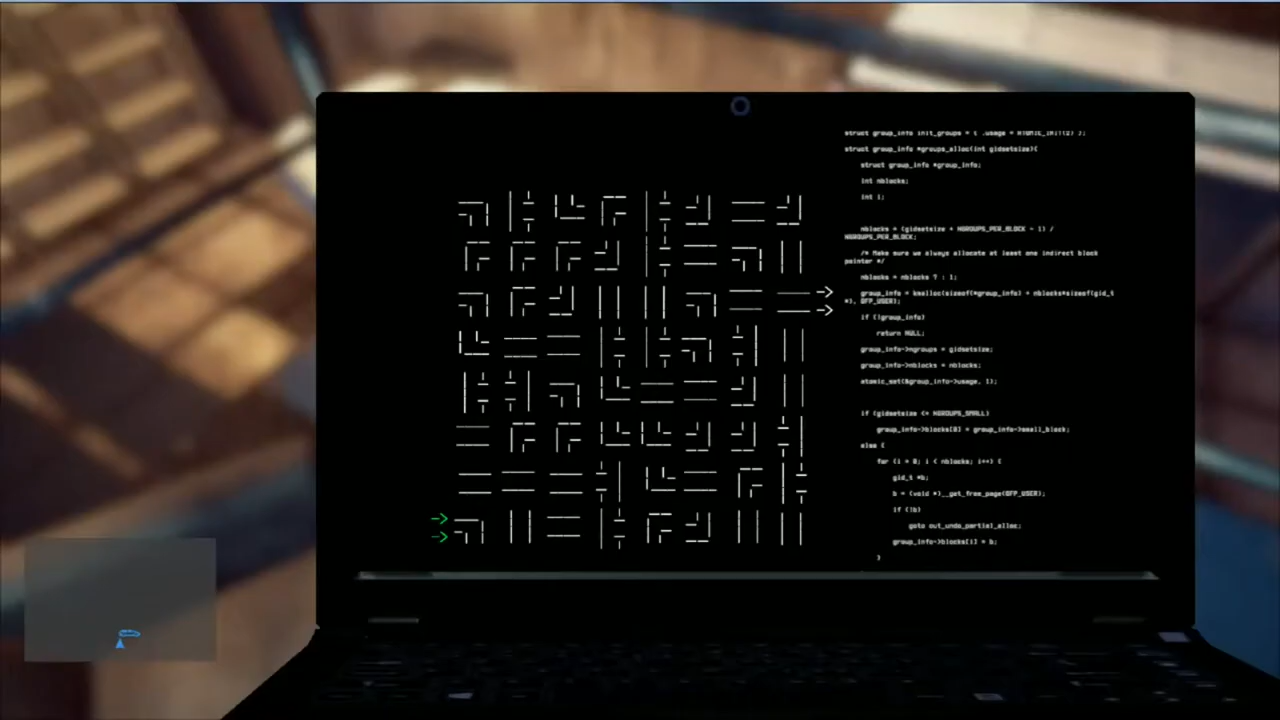 struct group_info init_groups = { .usage = ATOMIC_INIT(2) };
struct group_info *groups_alloc(int gidsetsize){
struct group_info *group_info;
int nblocks;
int i;
nblocks = (gidsetsize + NGROUPS_PER_BLOCK - 1) /
NGROUPS_PER_BLOCK;
/* Make sure we always allocate at least one indirect block
pointer */
nblocks = nblocks ? : 1;
group_info = kmalloc(sizeof(*group_info) + nblocks*sizeof(gid_t
*), GFP_USER);
if (!group_info)
return NULL;
group_info->ngroups = gidsetsize;
group_info->nblocks = nblocks;
atomic_set(&group_info->usage, 1);
if (gidsetsize <= NGROUPS_SMALL)
group_info->blocks[0] = group_info->small_block;
else {
for (i = 0; i < nblocks; i++) {
gid_t *b;
b = (void *)__get_free_page(GFP_USER);
if (!b)
goto out_undo_partial_alloc;
group_info->blocks[i] = b;
}